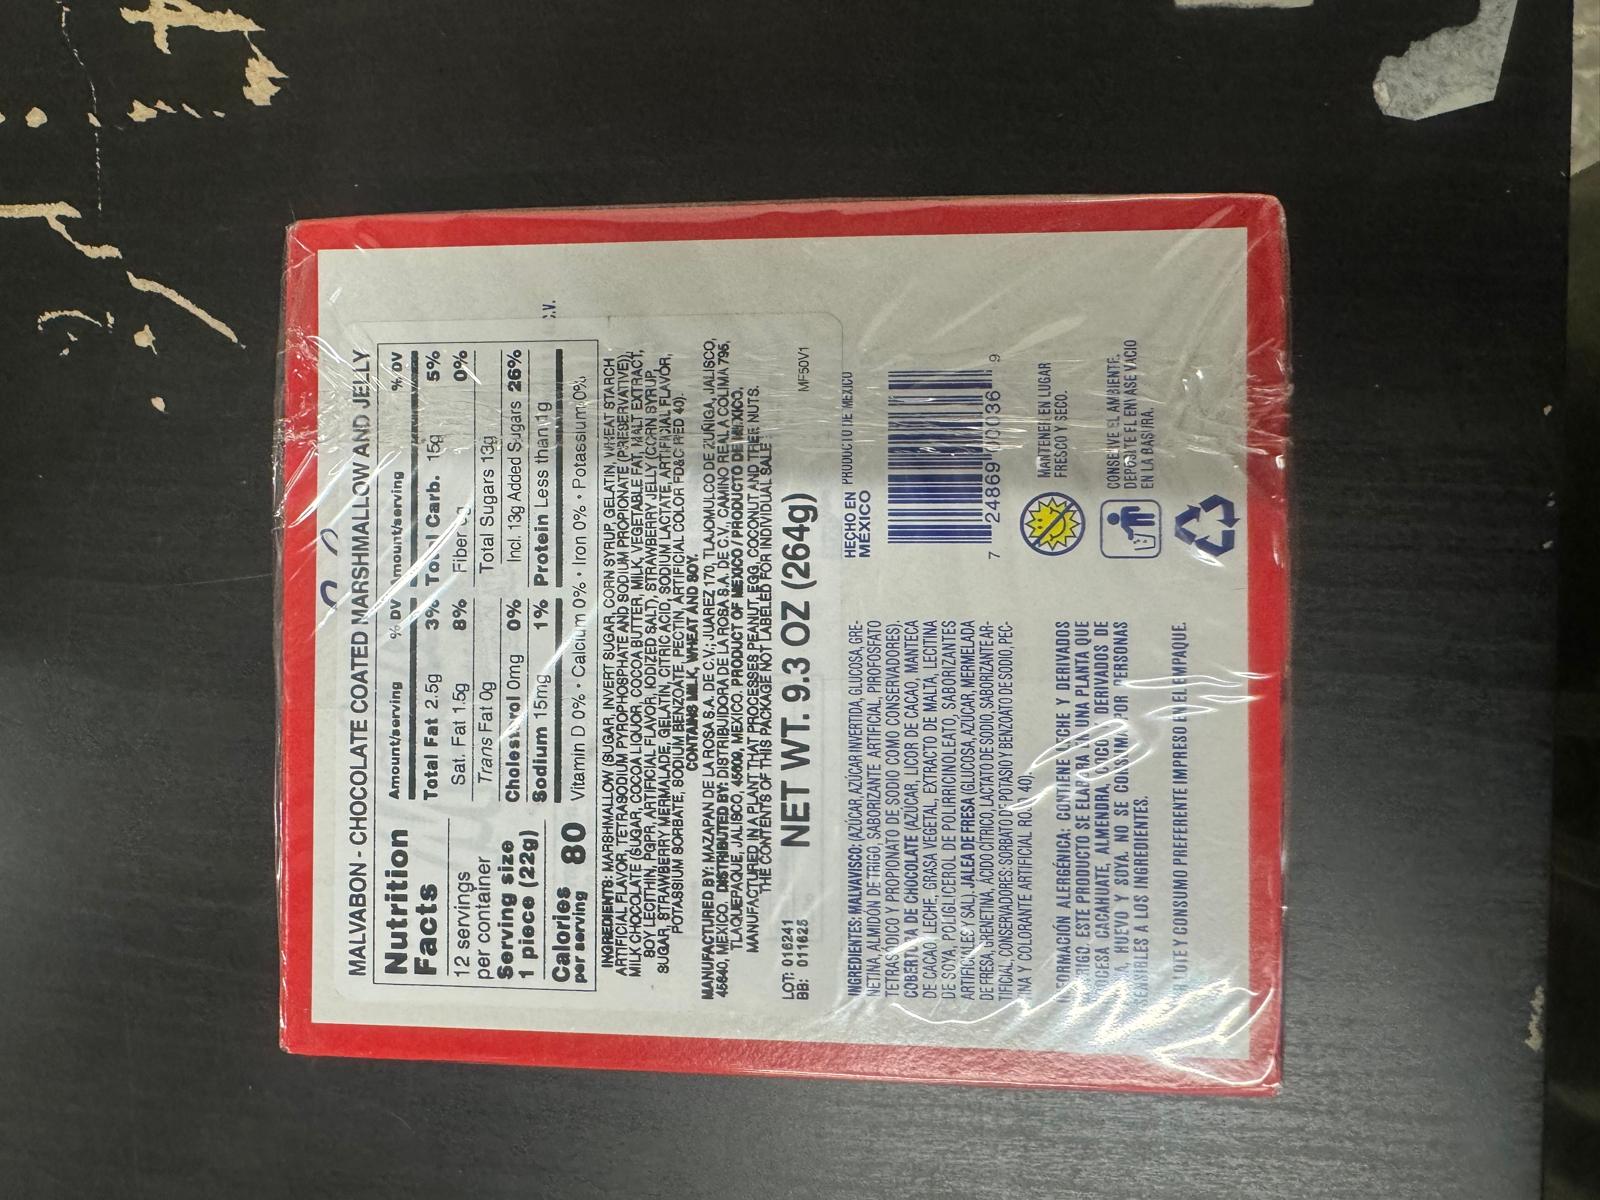 MALVABON - CHOCOLATE COATED MARSHMALLOW AND JELLY
Nutrition
Facts
12 servings
per container
Serving size
1 piece (22g)
Calories
per serving 80
Amount/serving % DV
Total Fat 2.5g 3%
Sat. Fat 1.5g 8%
Trans Fat 0g
Cholestrol 0mg 0%
Sodium 15mg 1%
Amount/serving % DV
Total Carb. 15g 5%
Fiber 0g 0%
Total Sugars 13g
Incl. 13g Added Sugars 26%
Protein Less than 1g
Vitamin D 0% • Calcium 0% • Iron 0% • Potassium 0%
INGREDIENTS: MARSHMALLOW (SUGAR, INVERT SUGAR, CORN SYRUP, GELATIN, WHEAT STARCH
ARTIFICIAL FLAVOR, TETRASODIUM PYROPHOSPHATE AND SODIUM PROPIONATE (PRESERVATIVE)),
MILK CHOCOLATE (SUGAR, COCOA LIQUOR, COCOA BUTTER, MILK, VEGETABLE FAT, MALT EXTRACT,
SOY LECITHIN, PGPR, ARTIFICIAL FLAVOR, IODIZED SALT), STRAWBERRY JELLY (CORN SYRUP,
SUGAR, STRAWBERRY MERMALADE, GELATIN, CITRIC ACID, SODIUM LACTATE, ARTIFICIAL FLAVOR,
POTASSIUM SORBATE, SODIUM BENZOATE, PECTIN, ARTIFICIAL COLOR FD&C RED 40).
CONTAINS MILK, WHEAT AND SOY.
MANUFACTURED BY: MAZAPAN DE LA ROSA S.A. DE C.V., JUAREZ 170, TLAJOMULCO DE ZUÑIGA, JALISCO,
45640, MEXICO. DISTRIBUTED BY: DISTRIBUIDORA DE LA ROSA S.A. DE C.V., CAMINO REAL A COLIMA 795,
TLAQUEPAQUE, JALISCO, 45609, MEXICO. PRODUCT OF MEXICO / PRODUCTO DE MEXICO.
MANUFACTURED IN A PLANT THAT PROCESSES PEANUT, EGG, COCONUT AND TREE NUTS.
THE CONTENTS OF THIS PACKAGE NOT LABELED FOR INDIVIDUAL SALE.
LOT: 016241
BB: 011625
NET WT. 9.3 OZ (264g)
MF50V1
C.V.
INGREDIENTES: MALVAVISCO: (AZÚCAR, AZÚCAR INVERTIDA, GLUCOSA, GRE-
NETINA, ALMIDÓN DE TRIGO, SABORIZANTE ARTIFICIAL, PIROFOSFATO
TETRASÓDICO Y PROPIONATO DE SODIO COMO CONSERVADORES).
COBERTURA DE CHOCOLATE (AZÚCAR, LICOR DE CACAO, MANTECA
DE CACAO, LECHE, GRASA VEGETAL, EXTRACTO DE MALTA, LECITINA
DE SOYA, POLIGLICEROL DE POLIRRICINOLEATO, SABORIZANTES
ARTIFICIALES Y SAL). JALEA DE FRESA (GLUCOSA, AZÚCAR, MERMELADA
DE FRESA, GRENETINA, ÁCIDO CÍTRICO, LACTATO DE SODIO, SABORIZANTE AR-
TIFICIAL, CONSERVADORES: SORBATO DE POTASIO Y BENZOATO DE SODIO, PEC-
TINA Y COLORANTE ARTIFICIAL ROJO 40).
INFORMACIÓN ALERGÉNICA: CONTIENE LECHE Y DERIVADOS
TRIGO. ESTE PRODUCTO SE ELABORA EN UNA PLANTA QUE
PROCESA CACAHUATE, ALMENDRA, COCO, DERIVADOS DE
HUEVO Y SOYA. NO SE CONSUMA POR PERSONAS
SENSIBLES A LOS INGREDIENTES.
LOTE Y CONSUMO PREFERENTE IMPRESO EN EL EMPAQUE.
HECHO EN
MÉXICO
PRODUCTO DE MÉXICO
7 24869 00036 9
MANTENER EN LUGAR
FRESCO Y SECO.
CONSERVE EL AMBIENTE.
DEPOSITE EL ENVASE VACIO
EN LA BASURA.